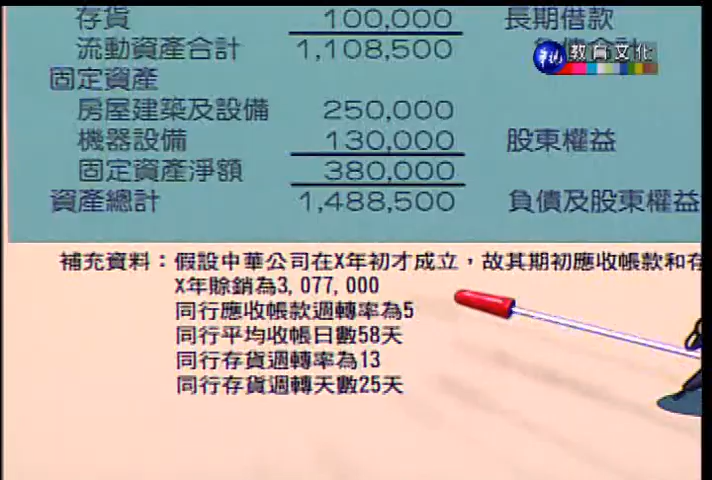 存貨 100,000 長期借款
流動資產合計 1,108,500
華視 教育文化
固定資產
房屋建築及設備 250,000
機器設備 130,000 股東權益
固定資產淨額 380,000
資產總計 1,488,500 負債及股東權益
補充資料：假設中華公司在X年初才成立，故其期初應收帳款和存
X年賒銷為3, 077, 000
同行應收帳款週轉率為5
同行平均收帳日數58天
同行存貨週轉率為13
同行存貨週轉天數25天